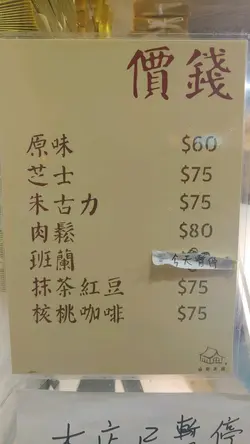 價錢
原味 $60
芝士 $75
朱古力 $75
肉鬆 $80
班蘭 今天暫停
抹茶紅豆 $75
核桃咖啡 $75
本店已暫停